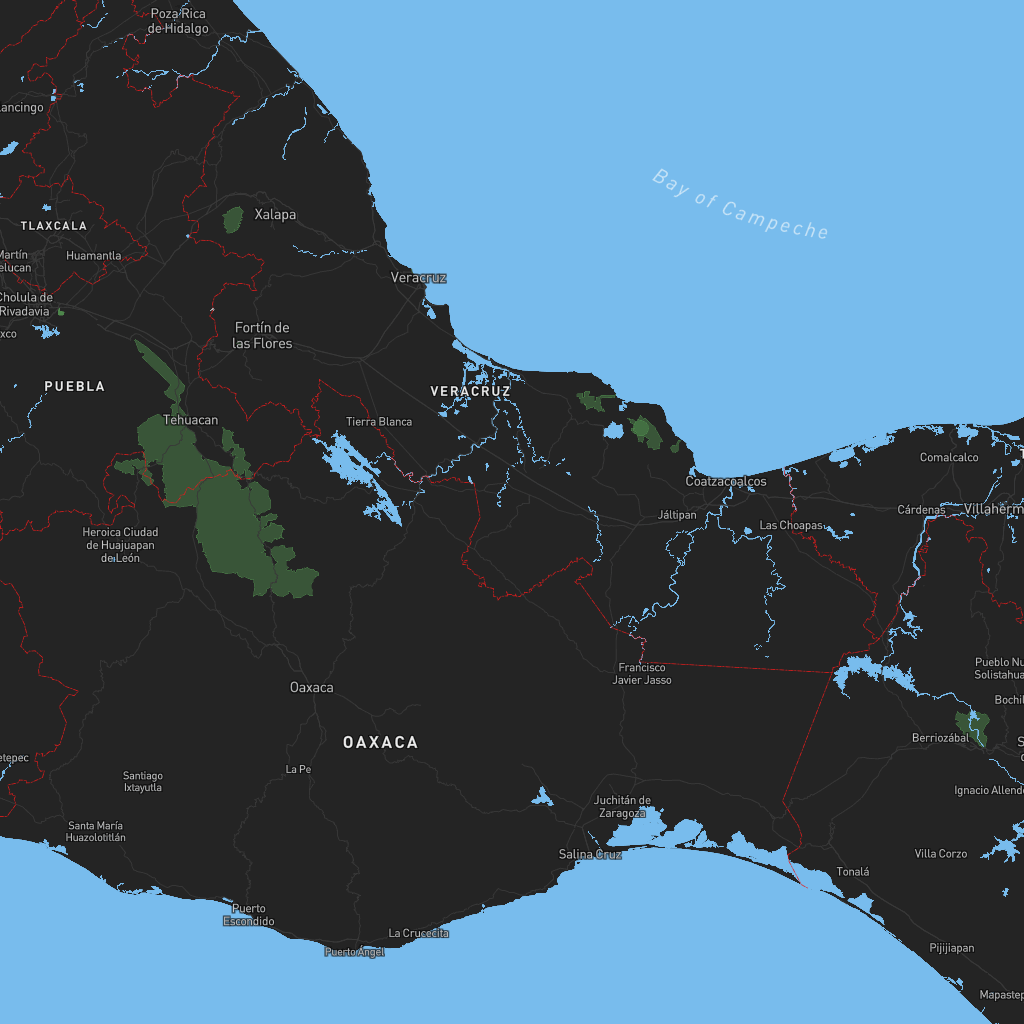 Poza Rica
de Hidalgo
ancingo
Bay of Campeche
Xalapa
TLAXCALA
Martín
elucan
Huamantla
Veracruz
Cholula de
Rivadavia
xco
Fortín de
las Flores
PUEBLA
VERACRUZ
Tehuacan
Tierra Blanca
Comalcalco
Coatzacoalcos
Cárdenas
Villaherm
Jáltipan
Las Choapas
Heroica Ciudad
de Huajuapan
de León
Francisco
Javier Jasso
Pueblo Nu
Solistahua
Oaxaca
Bochil
OAXACA
Berriozábal
etepec
La Pe
Santiago
Ixtayutla
Ignacio Allende
Juchitán de
Zaragoza
Santa María
Huazolotitlán
Salina Cruz
Villa Corzo
Tonalá
Puerto
Escondido
La Crucecita
Puerto Angel
Pijijiapan
Mapastep